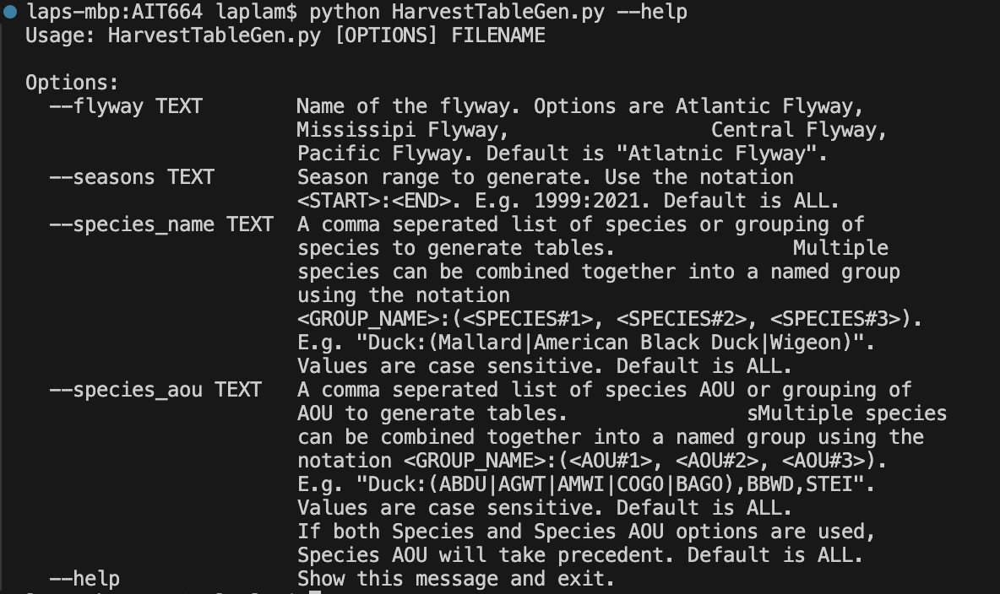 laps-mbp:AIT664 laplam$ python HarvestTableGen.py --help
Usage: HarvestTableGen.py [OPTIONS] FILENAME
Options:
--flyway TEXT Name of the flyway. Options are Atlantic Flyway,
Mississipi Flyway, Central Flyway,
Pacific Flyway. Default is "Atlatnic Flyway".
--seasons TEXT Season range to generate. Use the notation
<START>:<END>. E.g. 1999:2021. Default is ALL.
--species_name TEXT A comma seperated list of species or grouping of
species to generate tables. Multiple
species can be combined together into a named group
using the notation
<GROUP_NAME>:(<SPECIES#1>, <SPECIES#2>, <SPECIES#3>).
E.g. "Duck:(Mallard|American Black Duck|Wigeon)".
Values are case sensitive. Default is ALL.
--species_aou TEXT A comma seperated list of species AOU or grouping of
AOU to generate tables. sMultiple species
can be combined together into a named group using the
notation <GROUP_NAME>:(<AOU#1>, <AOU#2>, <AOU#3>).
E.g. "Duck:(ABDU|AGWT|AMWI|COGO|BAGO),BBWD,STEI".
Values are case sensitive. Default is ALL.
If both Species and Species AOU options are used,
Species AOU will take precedent. Default is ALL.
--help Show this message and exit.